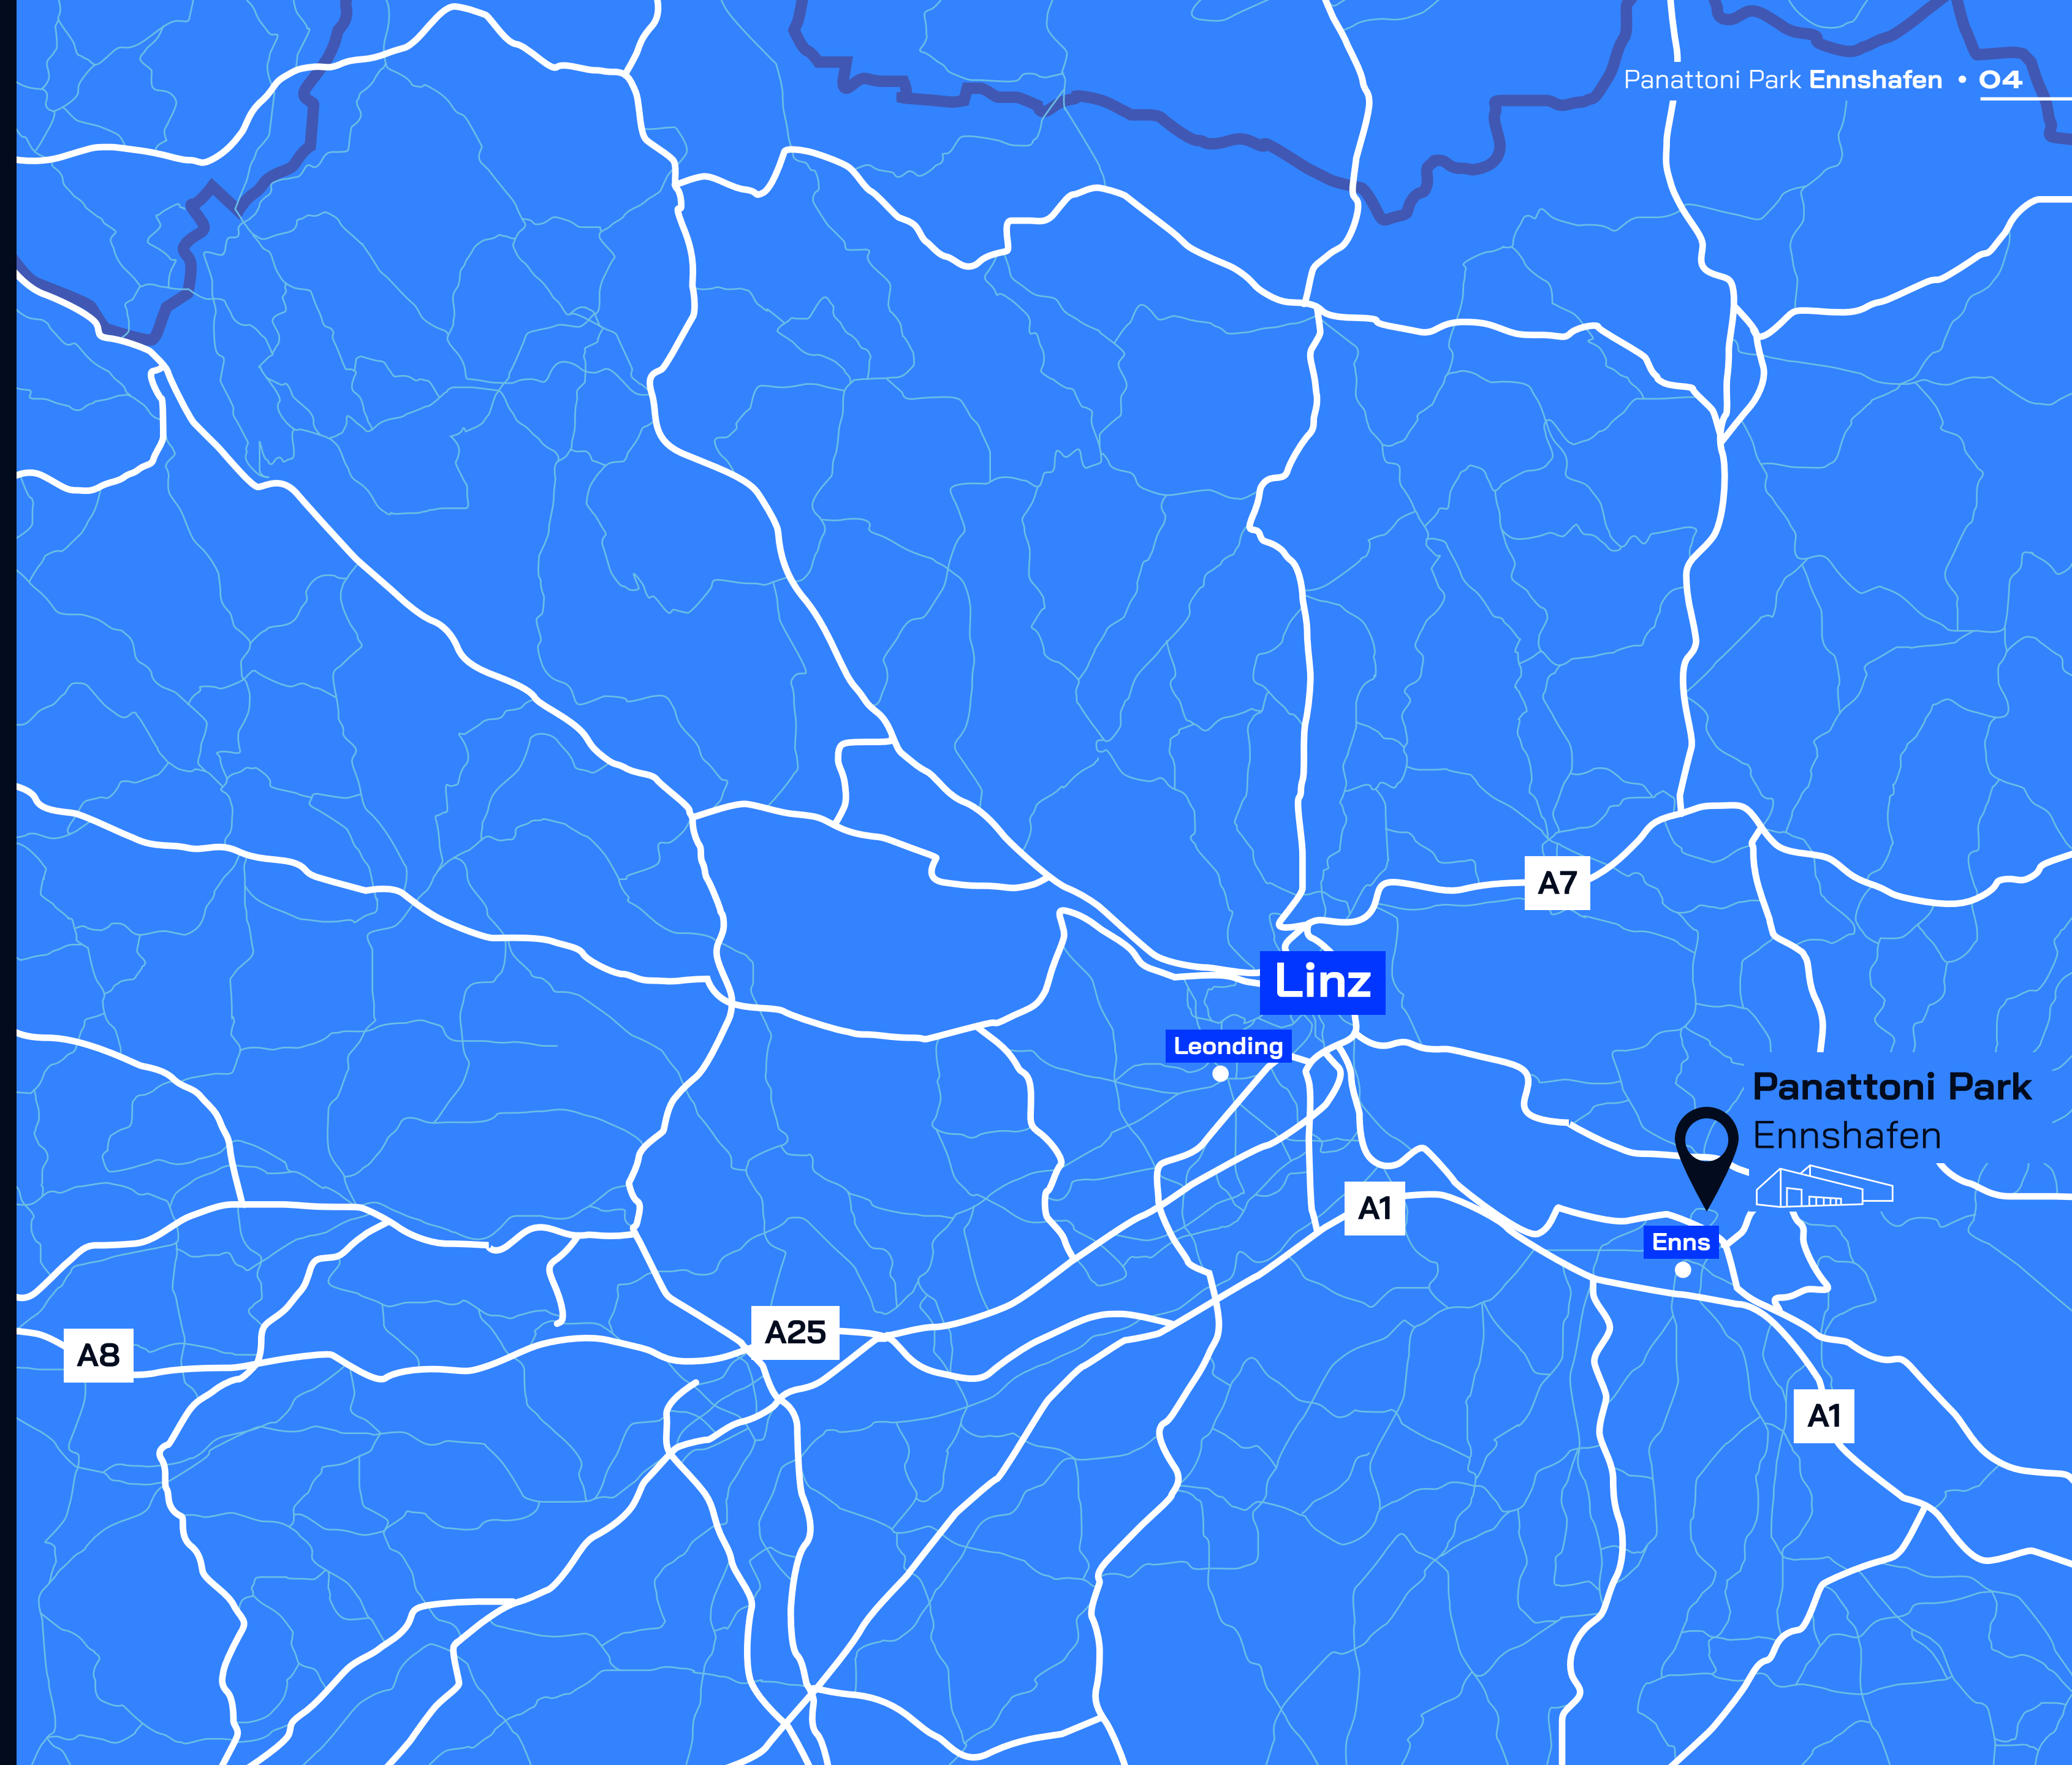 Panattoni Park Ennshafen • 04
A7
Linz
Leonding
Panattoni Park
Ennshafen
A1
Enns
A25
A8
A1